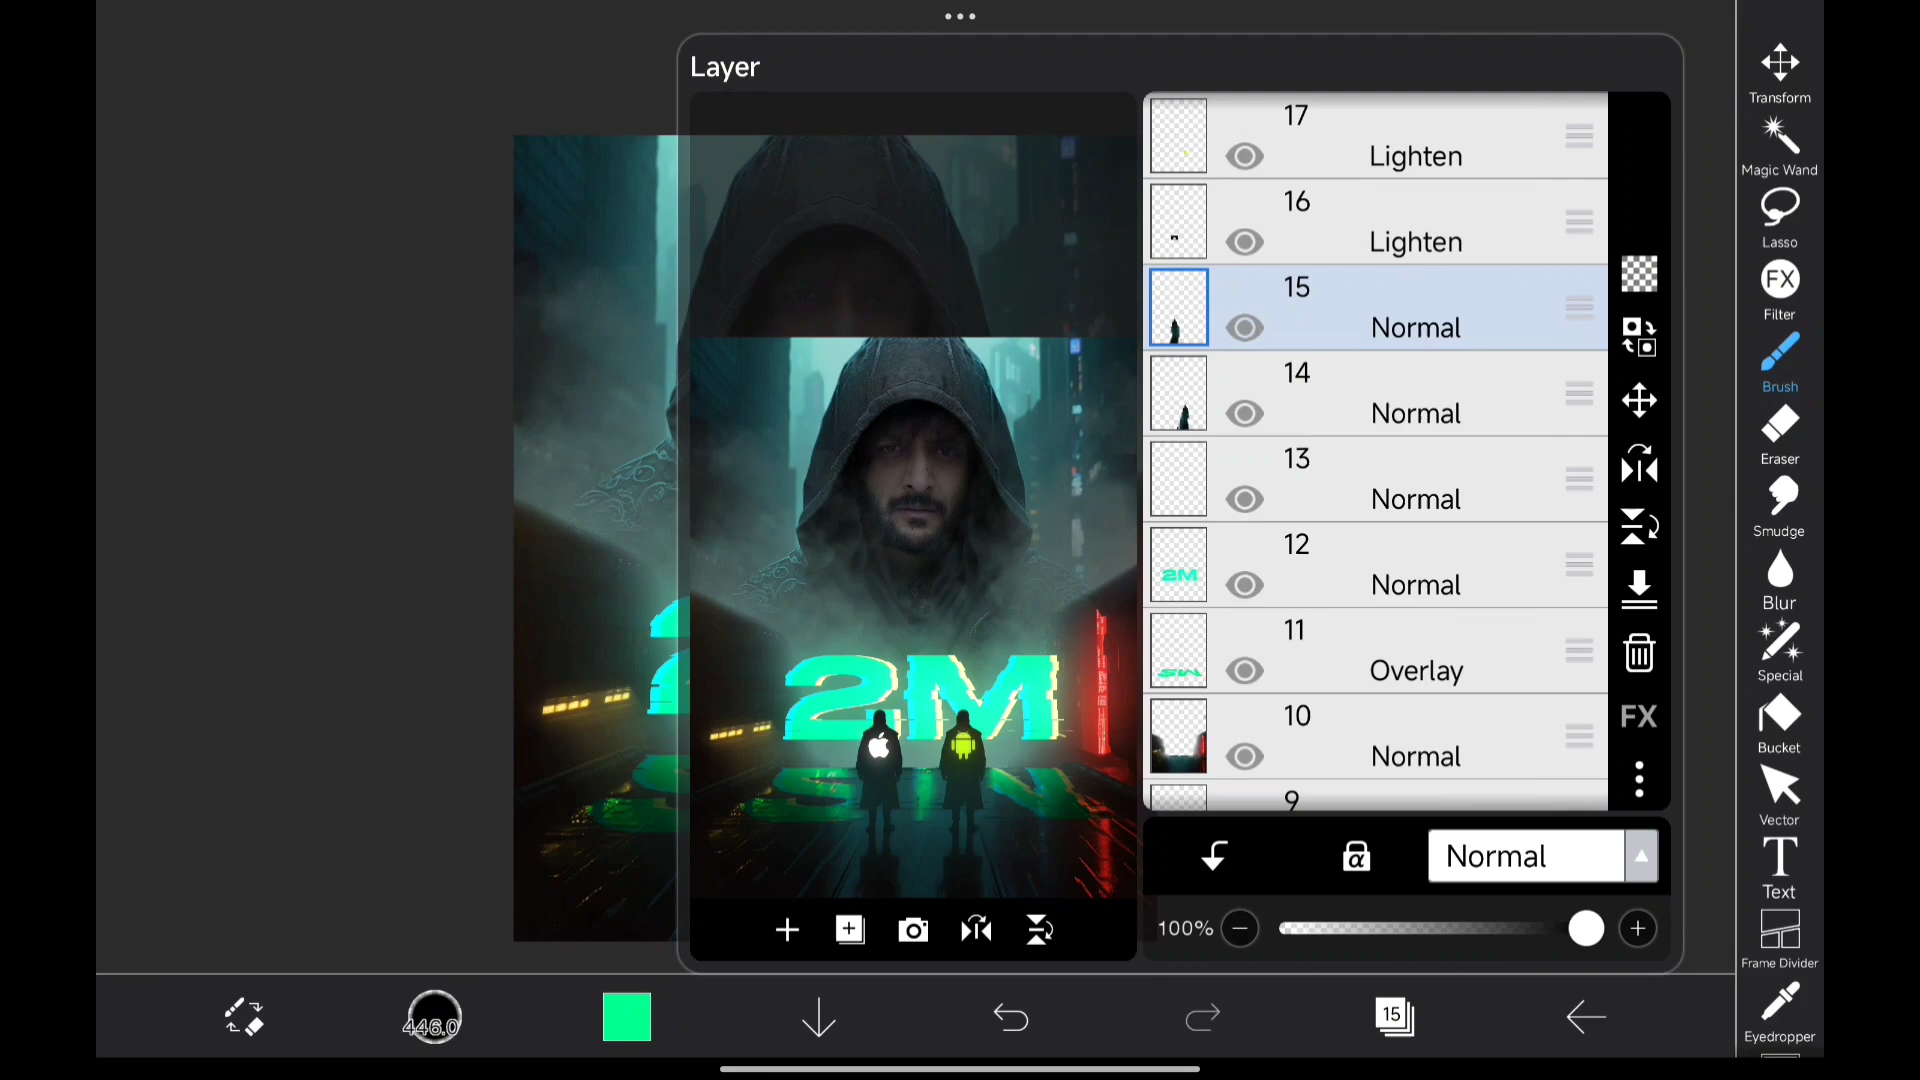 Layer
17
Lighten
16
Lighten
15
Normal
14
Normal
13
Normal
12
Normal
11
Overlay
10
Normal
9
FX
α
Normal
100%
2M
2M
Transform
Magic Wand
Lasso
FX
Filter
Brush
Eraser
Smudge
Blur
Special
Bucket
Vector
T
Text
Frame Divider
Eyedropper
446.0
15